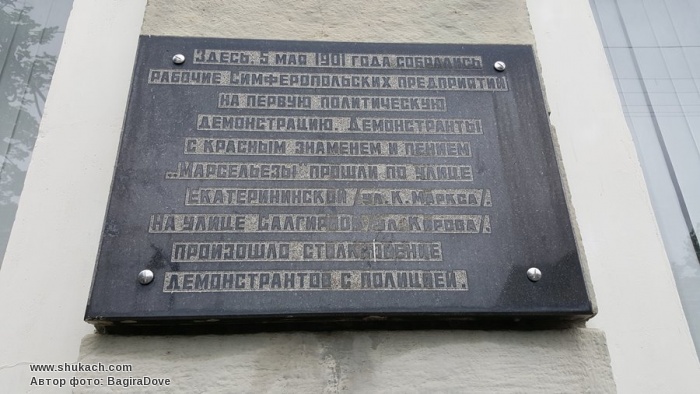 Здесь, 5 мая 1901 года собрались
рабочие симферопольских предприятий
на первую политическую
демонстрацию. Демонстранты
с красным знаменем и пением
„Марсельезы" прошли по улице
Екатерининской /ул. К. Маркса/.
На улице Салгирной /ул. Кирова/.
произошло столкновение
демонстрантов с полицией.
www.shukach.com
Автор фото: BagiraDove